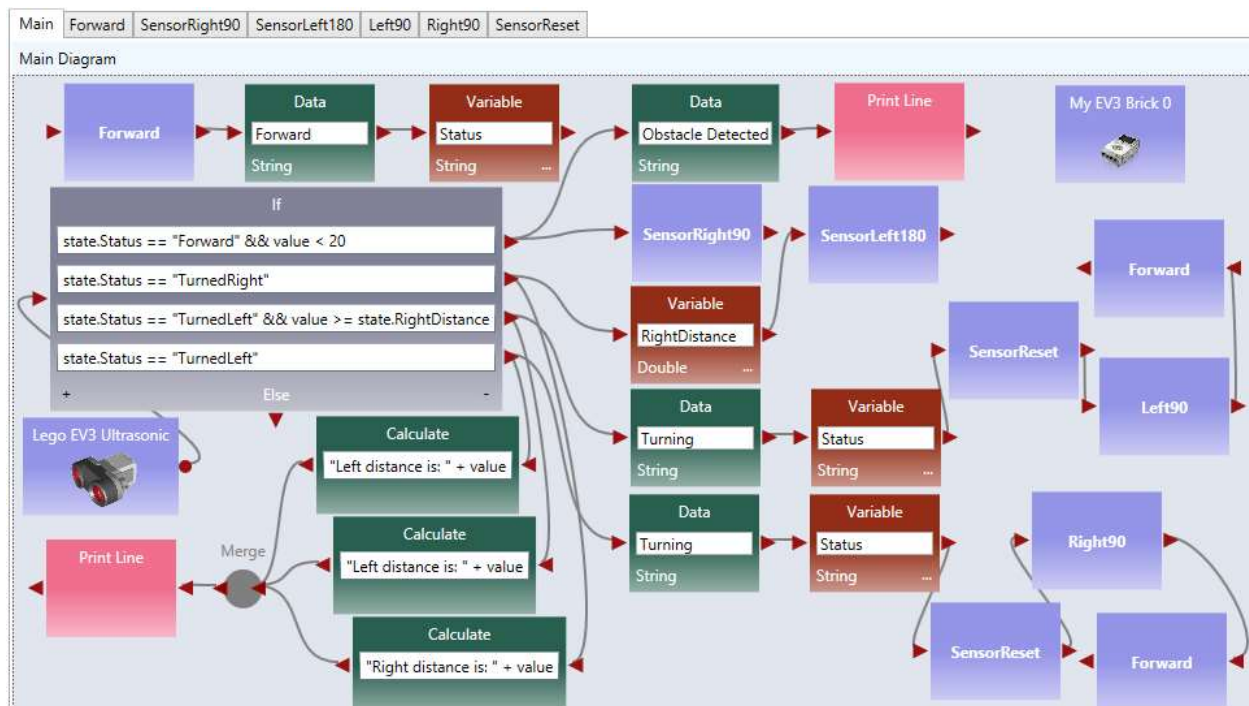 Main Forward SensorRight90 SensorLeft180 Left90 Right90 SensorReset
Main Diagram
Forward
Data
Forward
String
Variable
Status
String ...
Data
Obstacle Detected
String
Print Line
My EV3 Brick 0
If
state.Status == "Forward" && value < 20
state.Status == "TurnedRight"
state.Status == "TurnedLeft" && value >= state.RightDistance
state.Status == "TurnedLeft"
+ Else -
SensorRight90
SensorLeft180
Forward
Variable
RightDistance
Double ...
SensorReset
Left90
Data
Turning
String
Variable
Status
String ...
Lego EV3 Ultrasonic
Calculate
"Left distance is: " + value
Data
Turning
String
Variable
Status
String ...
Right90
Print Line
Merge
Calculate
"Left distance is: " + value
Calculate
"Right distance is: " + value
SensorReset
Forward